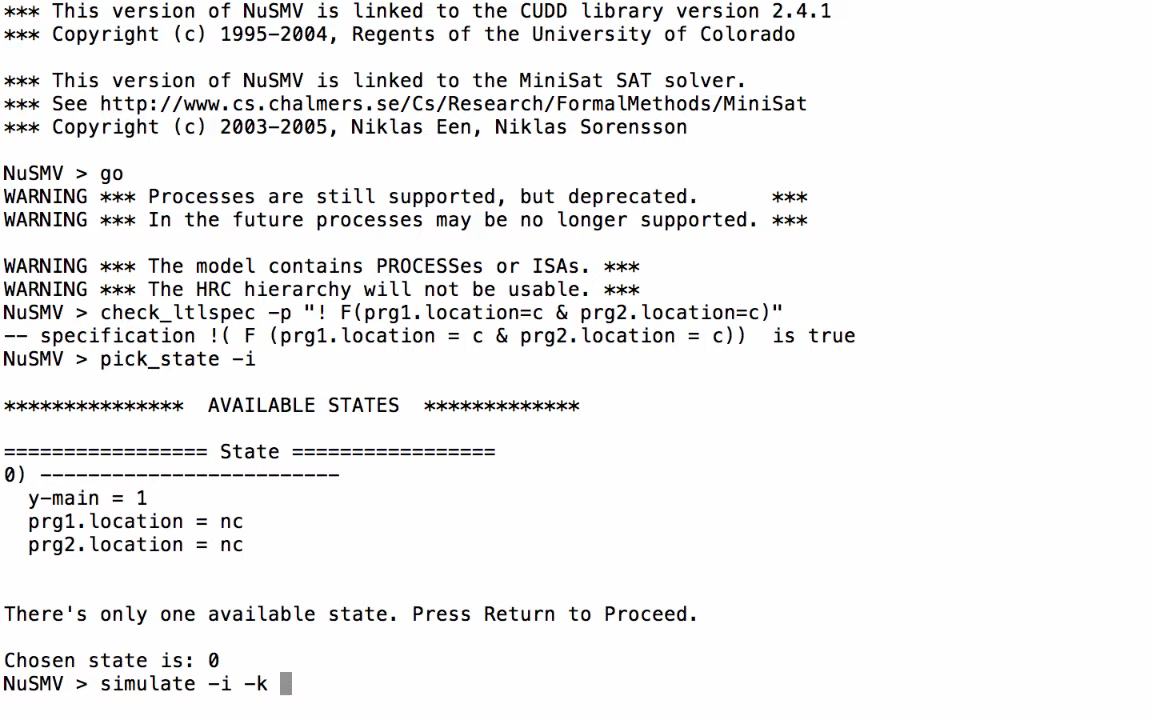 *** This version of NuSMV is linked to the CUDD library version 2.4.1
*** Copyright (c) 1995-2004, Regents of the University of Colorado
*** This version of NuSMV is linked to the MiniSat SAT solver.
*** See http://www.cs.chalmers.se/Cs/Research/FormalMethods/MiniSat
*** Copyright (c) 2003-2005, Niklas Een, Niklas Sorensson
NuSMV > go
WARNING *** Processes are still supported, but deprecated.      ***
WARNING *** In the future processes may be no longer supported. ***
WARNING *** The model contains PROCESSes or ISAs. ***
WARNING *** The HRC hierarchy will not be usable. ***
NuSMV > check_ltlspec -p "! F(prg1.location=c & prg2.location=c)"
-- specification !( F (prg1.location = c & prg2.location = c))  is true
NuSMV > pick_state -i
***************  AVAILABLE STATES  *************
================= State =================
0) -------------------------
  y-main = 1
  prg1.location = nc
  prg2.location = nc
There's only one available state. Press Return to Proceed.
Chosen state is: 0
NuSMV > simulate -i -k